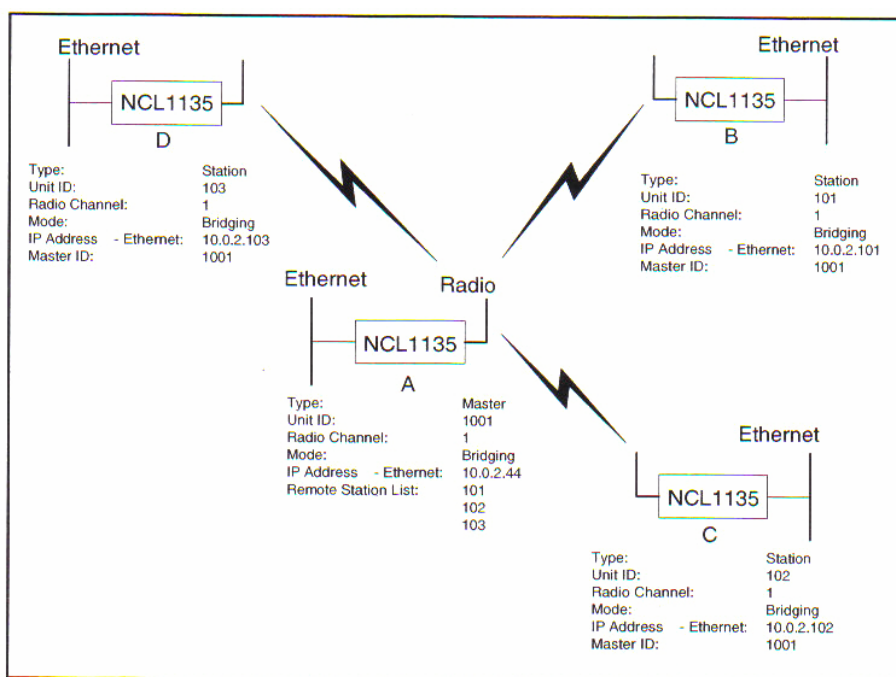 Ethernet
NCL1135
D
Type: Station
Unit ID: 103
Radio Channel: 1
Mode: Bridging
IP Address - Ethernet: 10.0.2.103
Master ID: 1001
Ethernet
NCL1135
B
Type: Station
Unit ID: 101
Radio Channel: 1
Mode: Bridging
IP Address - Ethernet: 10.0.2.101
Master ID: 1001
Ethernet
Radio
NCL1135
A
Type: Master
Unit ID: 1001
Radio Channel: 1
Mode: Bridging
IP Address - Ethernet: 10.0.2.44
Remote Station List: 101
102
103
Ethernet
NCL1135
C
Type: Station
Unit ID: 102
Radio Channel: 1
Mode: Bridging
IP Address - Ethernet: 10.0.2.102
Master ID: 1001